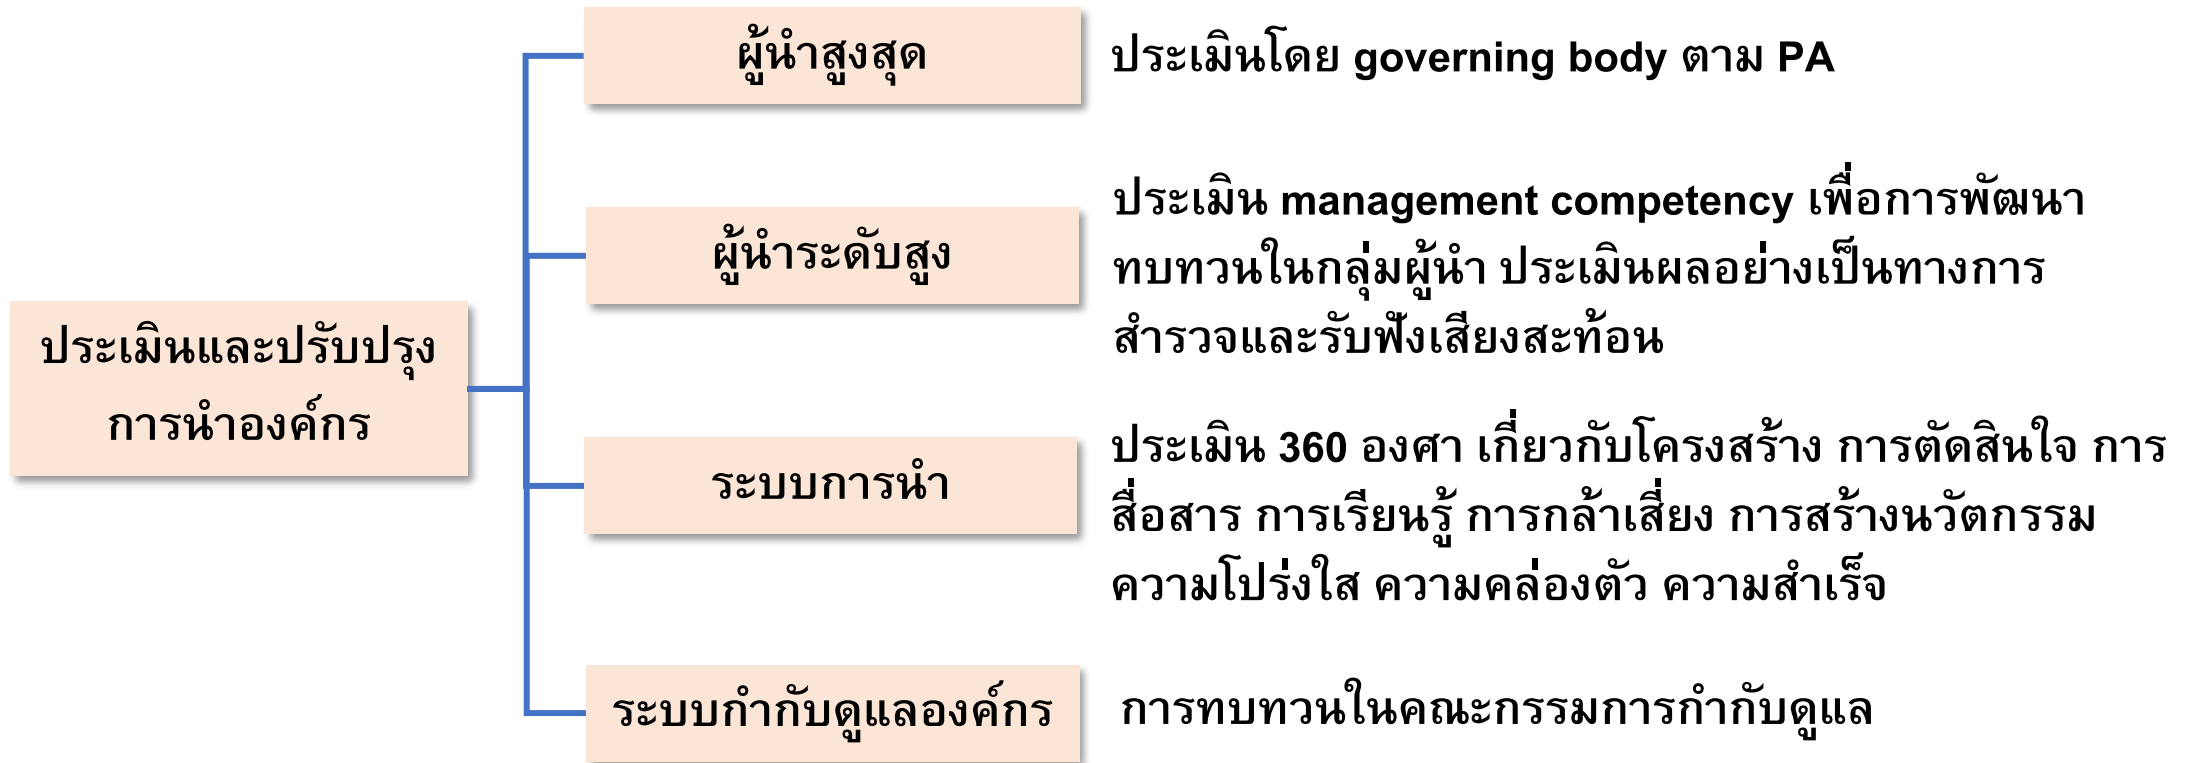 ประเมินและปรับปรุง
การนำองค์กร
ผู้นำสูงสุด
ประเมินโดย governing body ตาม PA
ผู้นำระดับสูง
ประเมิน management competency เพื่อการพัฒนา
ทบทวนในกลุ่มผู้นำ ประเมินผลอย่างเป็นทางการ
สำรวจและรับฟังเสียงสะท้อน
ระบบการนำ
ประเมิน 360 องศา เกี่ยวกับโครงสร้าง การตัดสินใจ การ
สื่อสาร การเรียนรู้ การกล้าเสี่ยง การสร้างนวัตกรรม
ความโปร่งใส ความคล่องตัว ความสำเร็จ
ระบบกำกับดูแลองค์กร
การทบทวนในคณะกรรมการกำกับดูแล